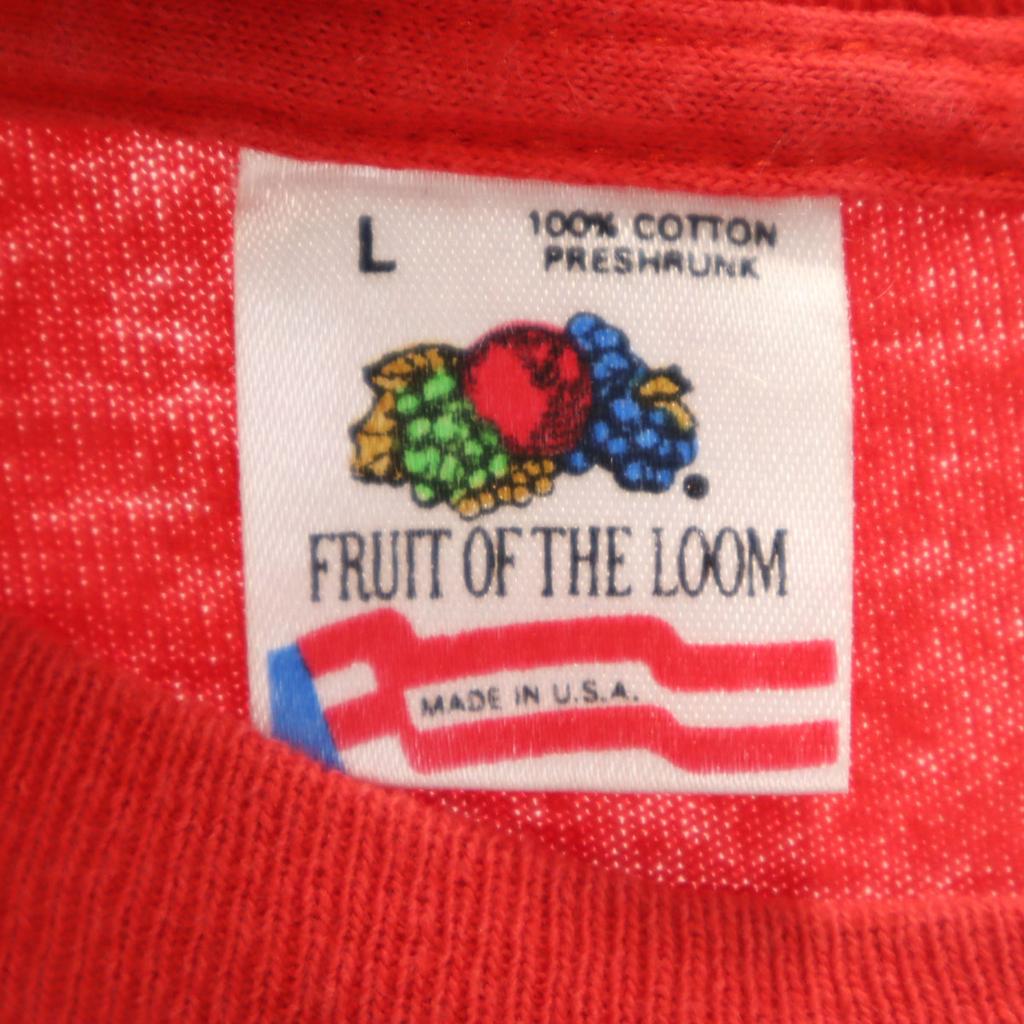 L
100% COTTON
PRESHRUNK
FRUIT OF THE LOOM
MADE IN U.S.A.